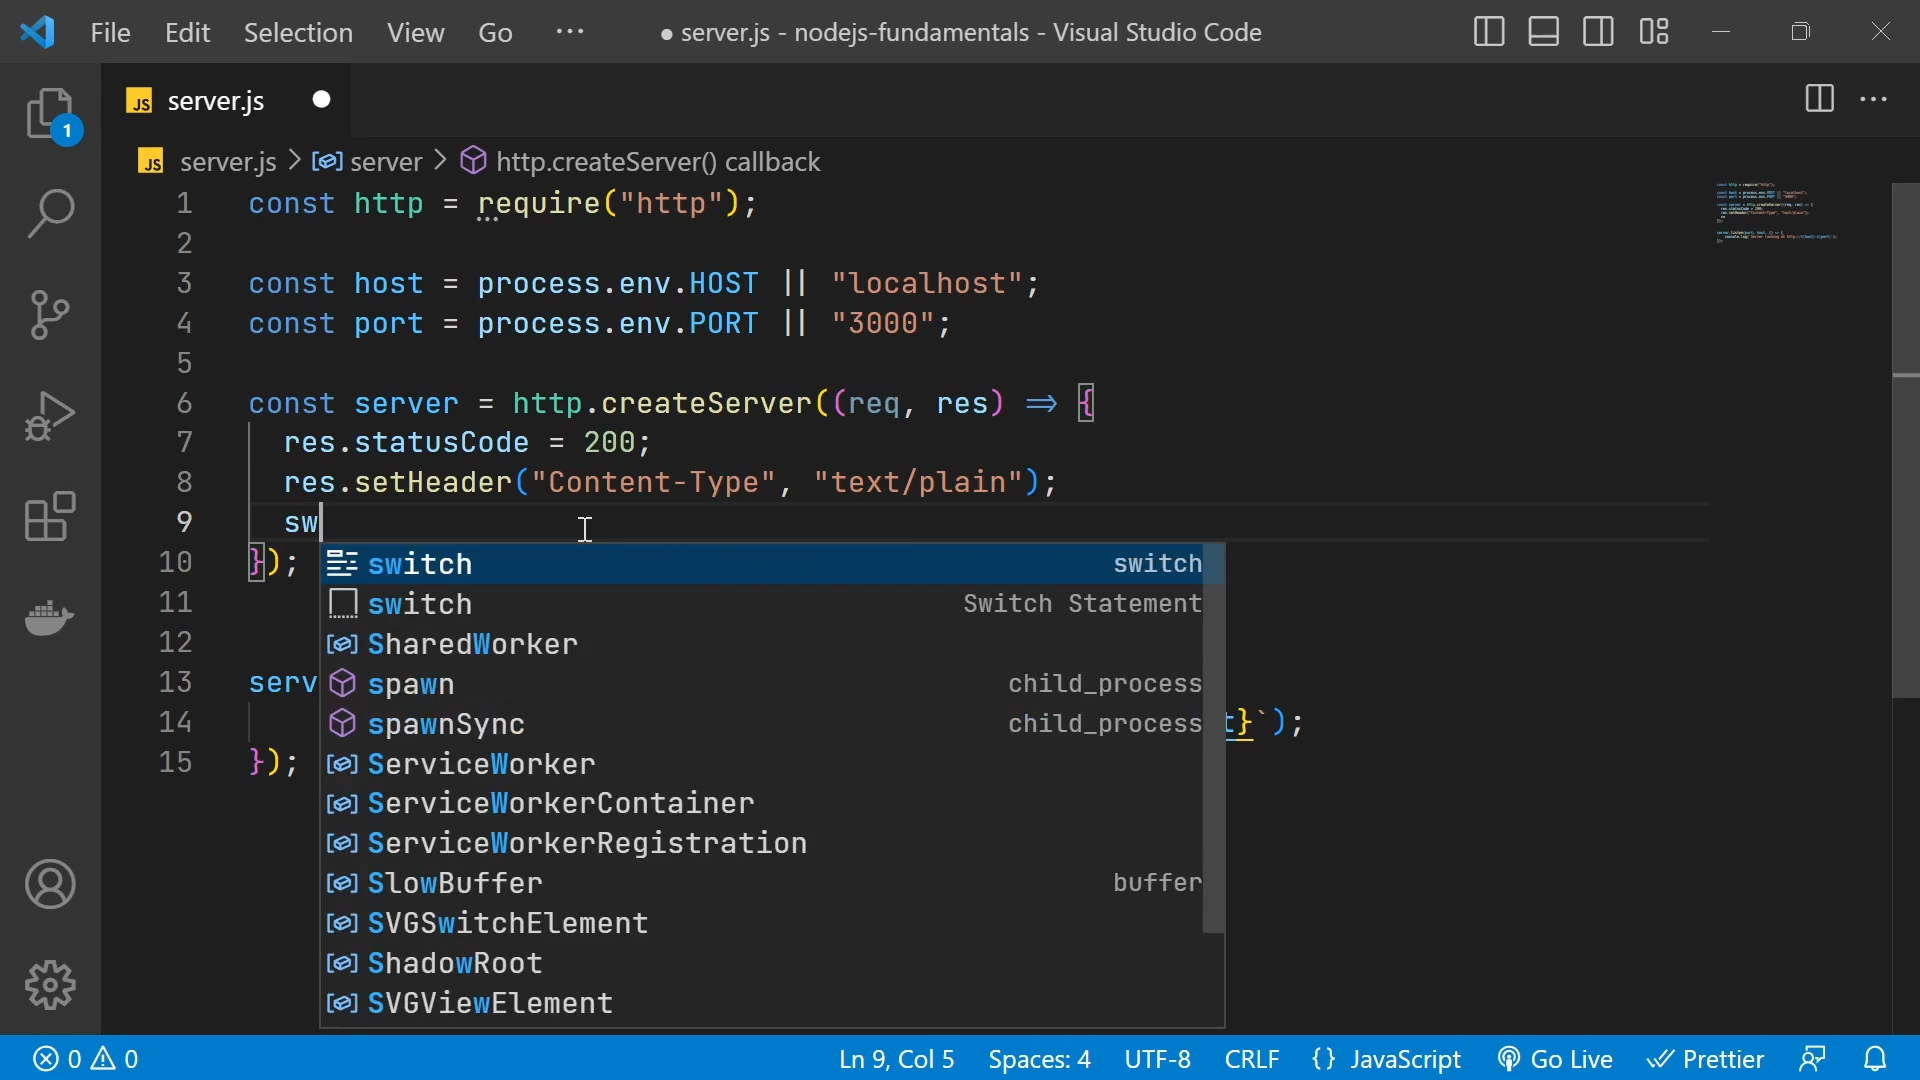 File Edit Selection View Go ··· ● server.js - nodejs-fundamentals - Visual Studio Code
JS server.js
1
JS server.js > server > http.createServer() callback
1 const http = require("http");
2
3 const host = process.env.HOST || "localhost";
4 const port = process.env.PORT || "3000";
5
6 const server = http.createServer((req, res) => {
7 res.statusCode = 200;
8 res.setHeader("Content-Type", "text/plain");
9 sw
10 });
switch switch
11
switch Switch Statement
12
SharedWorker
13 serv
spawn child_process
14 t}`);
spawnSync child_process
15 });
ServiceWorker
ServiceWorkerContainer
ServiceWorkerRegistration
SlowBuffer buffer
SVGSwitchElement
ShadowRoot
SVGViewElement
0 0 Ln 9, Col 5 Spaces: 4 UTF-8 CRLF {} JavaScript Go Live Prettier